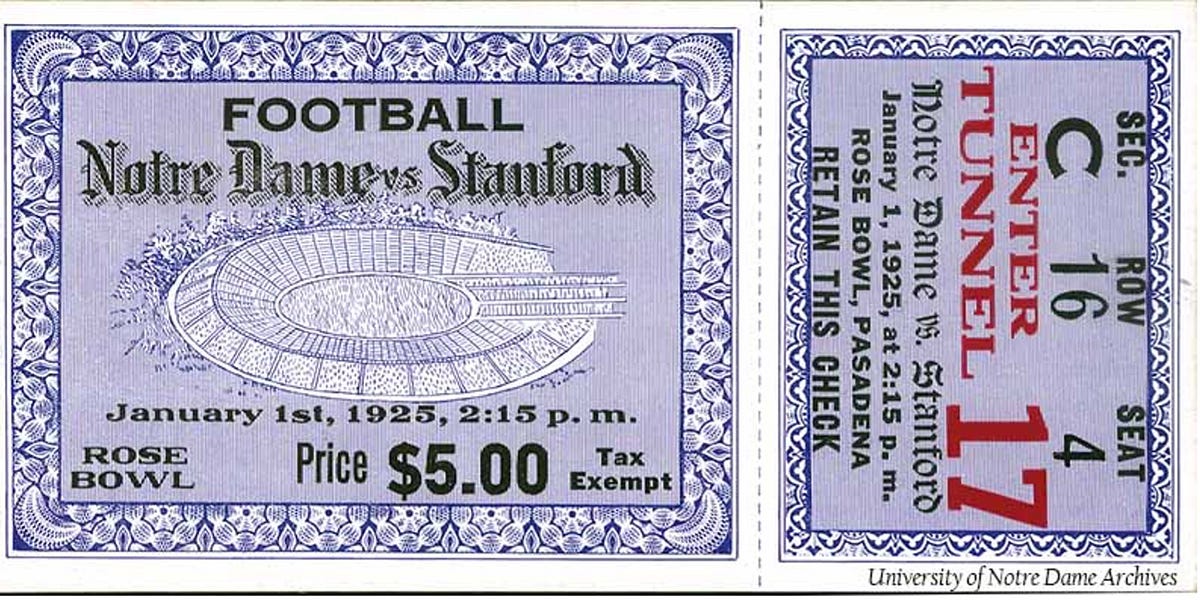 FOOTBALL
Notre Dame vs Stanford
January 1st, 1925, 2:15 p. m.
ROSE BOWL
Price $5.00
Tax Exempt
SEC. ROW SEAT
C 16 4
ENTER
TUNNEL 17
Notre Dame vs. Stanford
January 1, 1925, at 2:15 p. m.
ROSE BOWL, PASADENA
RETAIN THIS CHECK
University of Notre Dame Archives